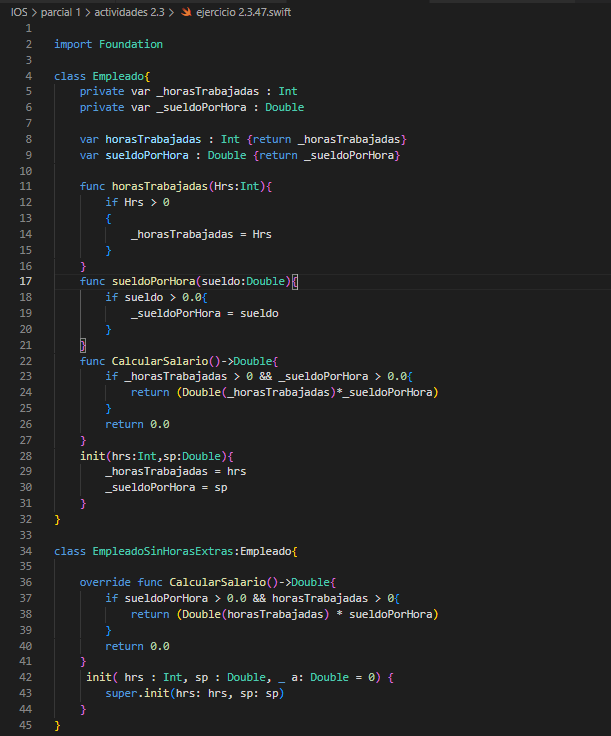 IOS > parcial 1 > actividades 2.3 > ejercicio 2.3.47.swift
1
2 import Foundation
3
4 class Empleado{
5 private var _horasTrabajadas : Int
6 private var _sueldoPorHora : Double
7
8 var horasTrabajadas : Int {return _horasTrabajadas}
9 var sueldoPorHora : Double {return _sueldoPorHora}
10
11 func horasTrabajadas(Hrs:Int){
12 if Hrs > 0
13 {
14 _horasTrabajadas = Hrs
15 }
16 }
17 func sueldoPorHora(sueldo:Double){
18 if sueldo > 0.0{
19 _sueldoPorHora = sueldo
20 }
21 }
22 func CalcularSalario()->Double{
23 if _horasTrabajadas > 0 && _sueldoPorHora > 0.0{
24 return (Double(_horasTrabajadas)*_sueldoPorHora)
25 }
26 return 0.0
27 }
28 init(hrs:Int,sp:Double){
29 _horasTrabajadas = hrs
30 _sueldoPorHora = sp
31 }
32 }
33
34 class EmpleadoSinHorasExtras:Empleado{
35
36 override func CalcularSalario()->Double{
37 if sueldoPorHora > 0.0 && horasTrabajadas > 0{
38 return (Double(horasTrabajadas) * sueldoPorHora)
39 }
40 return 0.0
41 }
42 init( hrs : Int, sp : Double, _ a: Double = 0) {
43 super.init(hrs: hrs, sp: sp)
44 }
45 }